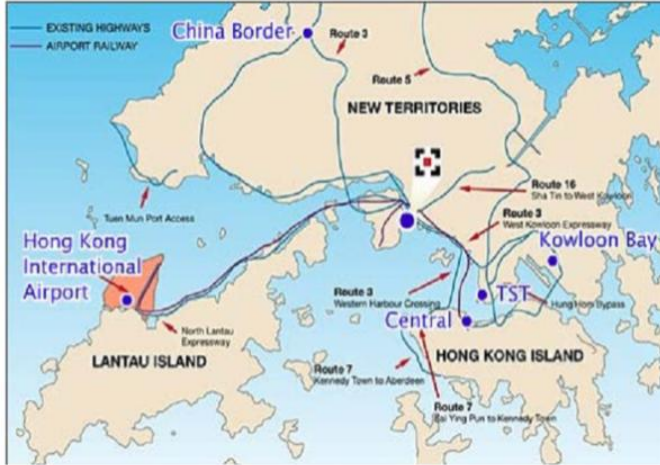 EXISTING HIGHWAYS
AIRPORT RAILWAY
China Border
Route 3
Route 5
NEW TERRITORIES
Route 16
Sha Tin to West Kowloon
Tuen Mun Port Access
Route 3
West Kowloon Expressway
Hong Kong
International
Airport
Kowloon Bay
Route 3
Western Harbour Crossing
TST
Hung Hom Bypass
Central
North Lantau
Expressway
LANTAU ISLAND
HONG KONG ISLAND
Route 7
Kennedy Town to Aberdeen
Route 7
Sai Ying Pun to Kennedy Town